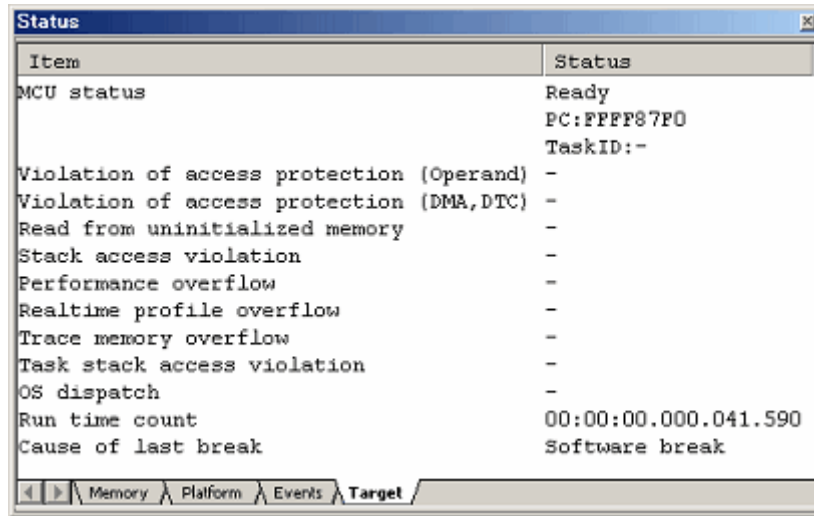 Status
Item Status
MCU status Ready
PC:FFFF87F0
TaskID:-
Violation of access protection (Operand) -
Violation of access protection (DMA,DTC) -
Read from uninitialized memory -
Stack access violation -
Performance overflow -
Realtime profile overflow -
Trace memory overflow -
Task stack access violation -
OS dispatch -
Run time count 00:00:00.000.041.590
Cause of last break Software break
Memory Platform Events Target